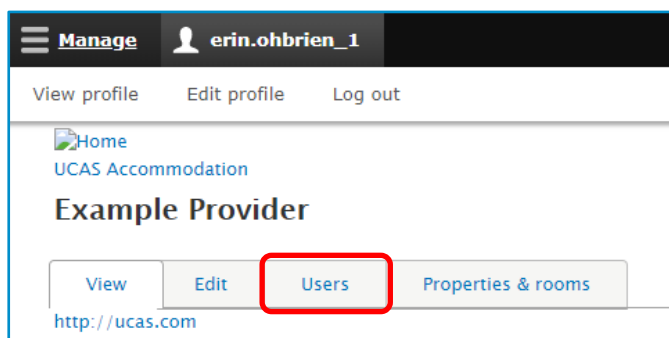 Manage erin.ohbrien_1
View profile Edit profile Log out
Home
UCAS Accommodation
Example Provider
View Edit Users Properties & rooms
http://ucas.com